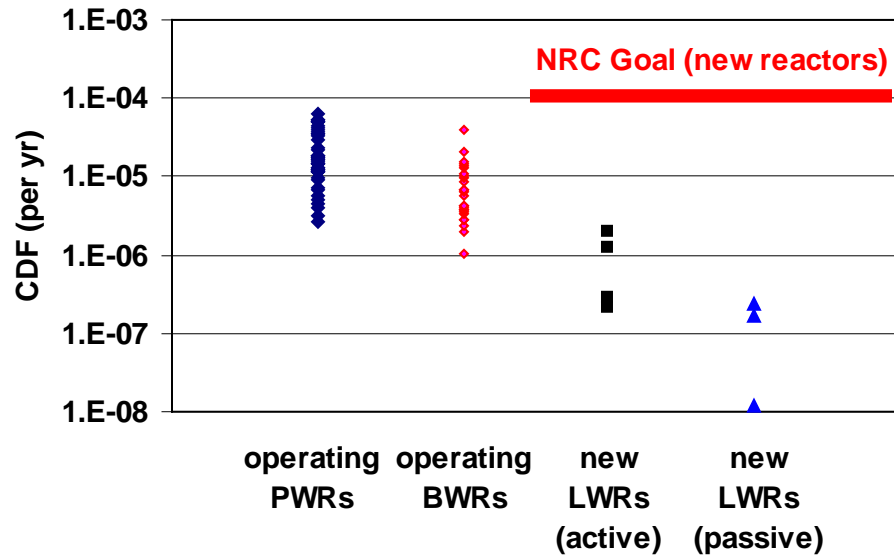 1.E-03
NRC Goal (new reactors)
1.E-04
1.E-05
1.E-06
1.E-07
1.E-08
CDF (per yr)
operating PWRs
operating BWRs
new LWRs (active)
new LWRs (passive)